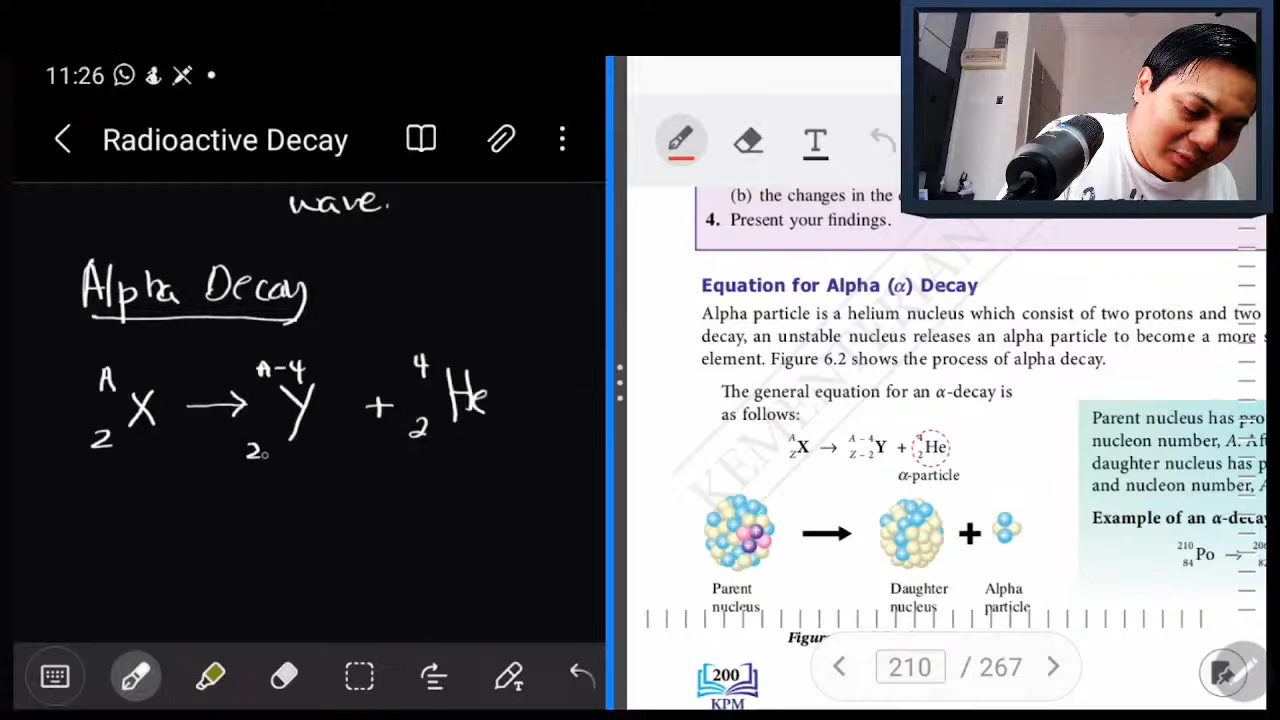 11:26
Radioactive Decay
wave.
Alpha Decay
A A-4 4
X → Y + He
Z Z 2
(b) the changes in the
4. Present your findings.
KEMENTERIAN
Equation for Alpha (α) Decay
Alpha particle is a helium nucleus which consist of two protons and two
decay, an unstable nucleus releases an alpha particle to become a more s
element. Figure 6.2 shows the process of alpha decay.
The general equation for an α-decay is
as follows:
A A – 4 4
X → Y + He
Z Z – 2 2
α-particle
Parent Daughter Alpha
nucleus nucleus particle
Figur
Parent nucleus has pro
nucleon number, A. Af
daughter nucleus has p
and nucleon number, A
Example of an α-decay
210 206
Po →
84 82
200
KPM
210 / 267